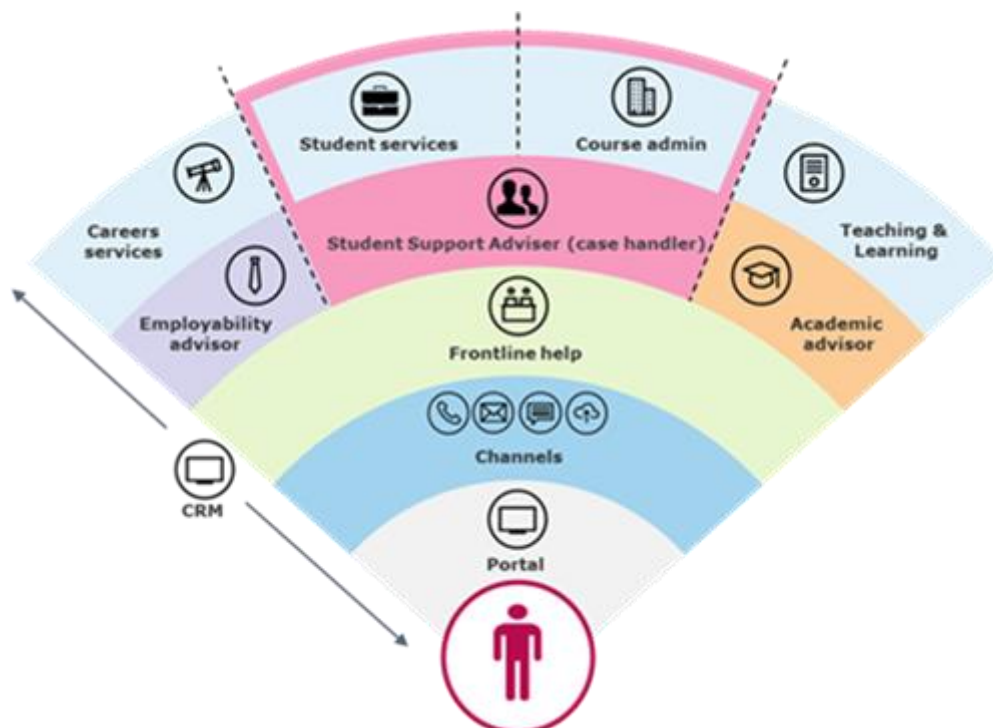 Student services
Course admin
Careers
services
Student Support Adviser (case handler)
Teaching &
Learning
Employability
advisor
Frontline help
Academic
advisor
Channels
CRM
Portal